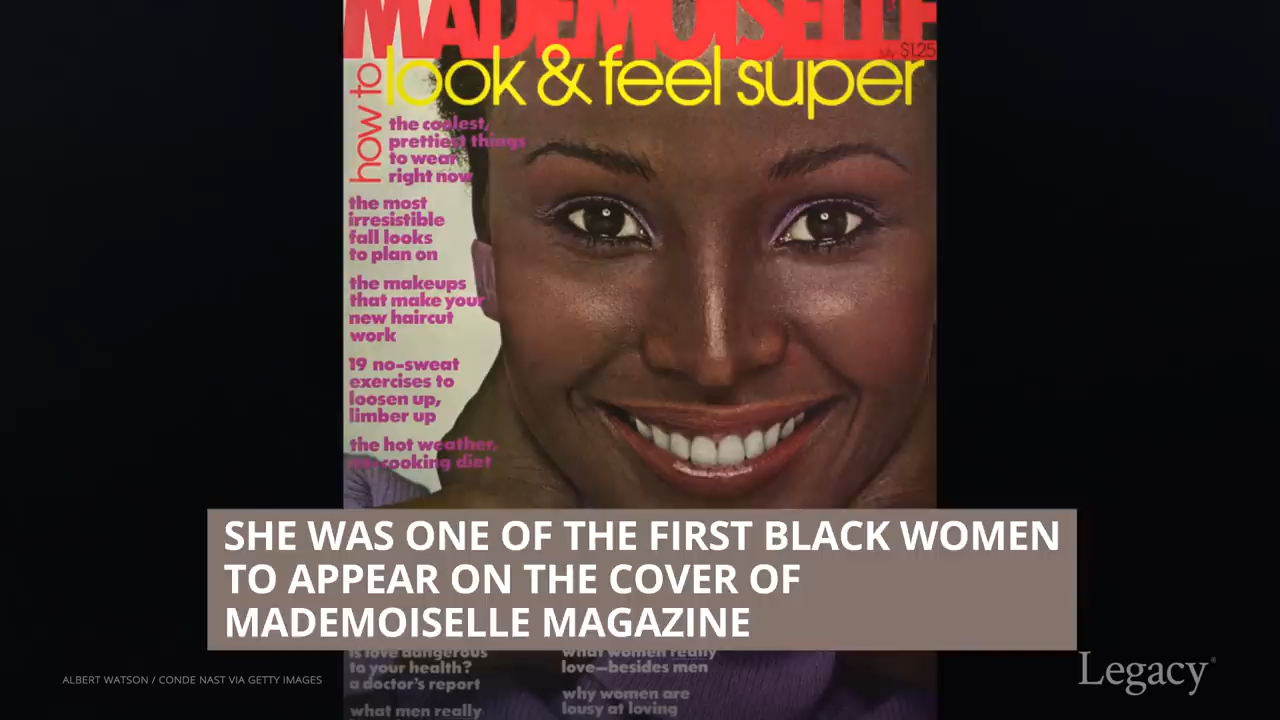 MADEMOISELLE
July $1.25
how to
look & feel super
the coolest,
prettiest things
to wear
right now
the most
irresistible
fall looks
to plan on
the makeups
that make your
new haircut
work
19 no-sweat
exercises to
loosen up,
limber up
the hot weather,
no-cooking diet
SHE WAS ONE OF THE FIRST BLACK WOMEN
TO APPEAR ON THE COVER OF
MADEMOISELLE MAGAZINE
is love dangerous
to your health?
a doctor's report
what men really
what women really
love—besides men
why women are
lousy at loving
ALBERT WATSON / CONDE NAST VIA GETTY IMAGES
Legacy®